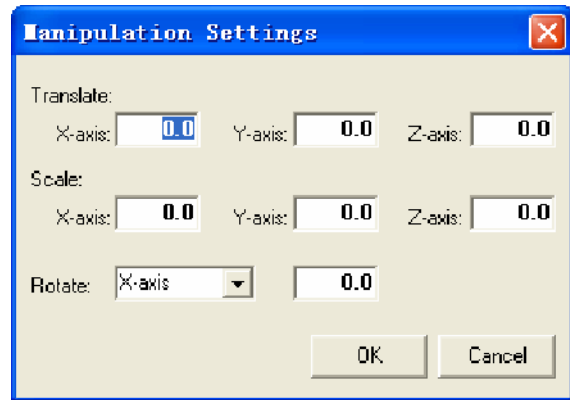 Manipulation Settings
Translate:
X-axis: 0.0 Y-axis: 0.0 Z-axis: 0.0
Scale:
X-axis: 0.0 Y-axis: 0.0 Z-axis: 0.0
Rotate: X-axis 0.0
OK Cancel